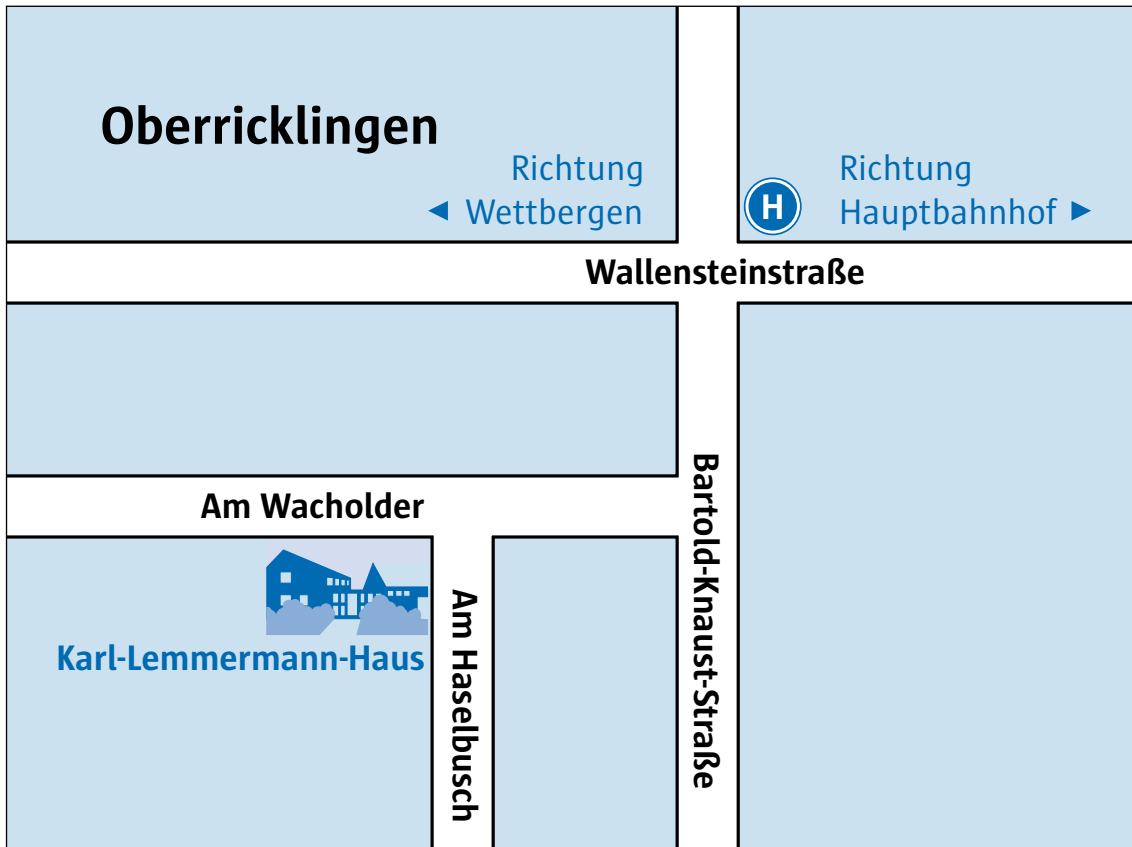 Oberricklingen
Richtung
◄ Wettbergen
H
Richtung
Hauptbahnhof ►
Wallensteinstraße
Am Wacholder
Bartold-Knaust-Straße
Karl-Lemmermann-Haus
Am Haselbusch